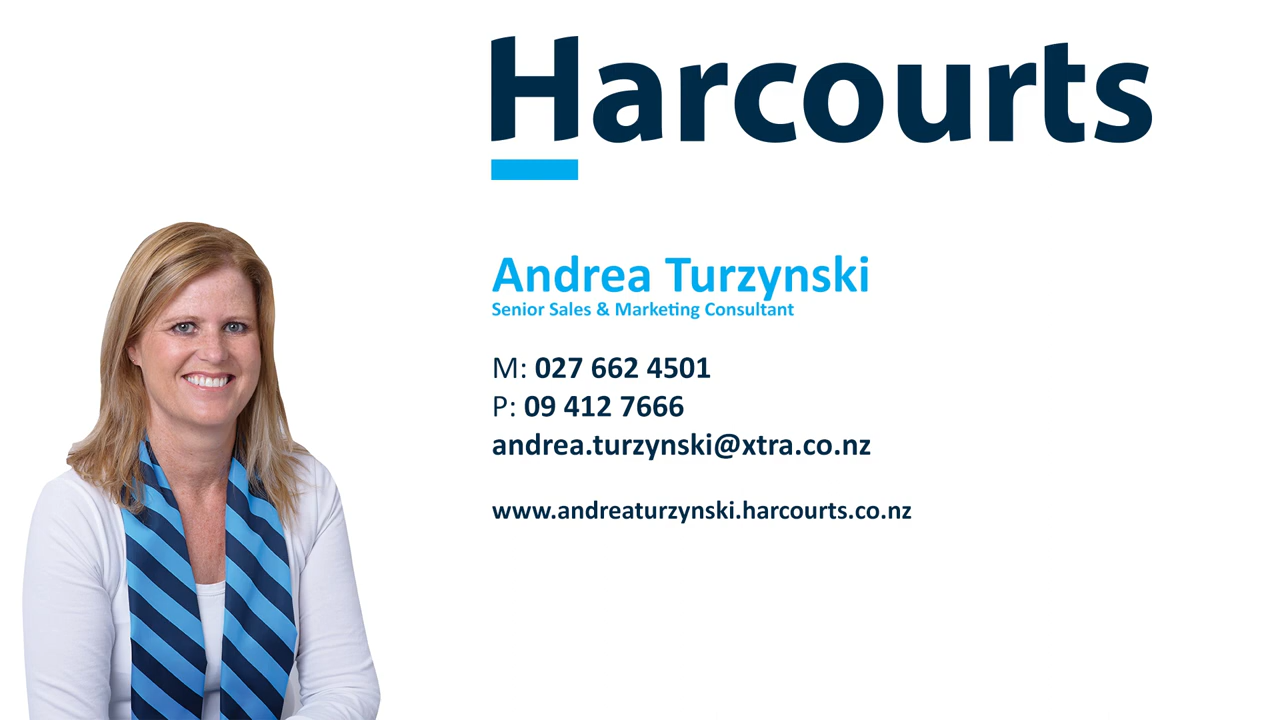 Harcourts
Andrea Turzynski
Senior Sales & Marketing Consultant
M: 027 662 4501
P: 09 412 7666
andrea.turzynski@xtra.co.nz
www.andreaturzynski.harcourts.co.nz